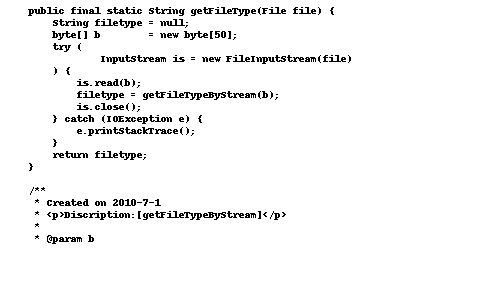 public final static String getFileType(File file) {
    String filetype = null;
    byte[] b         = new byte[50];
    try (
            InputStream is = new FileInputStream(file)
    ) {
        is.read(b);
        filetype = getFileTypeByStream(b);
        is.close();
    } catch (IOException e) {
        e.printStackTrace();
    }
    return filetype;
}

/**
 * Created on 2010-7-1
 * <p>Discription:[getFileTypeByStream]</p>
 *
 * @param b